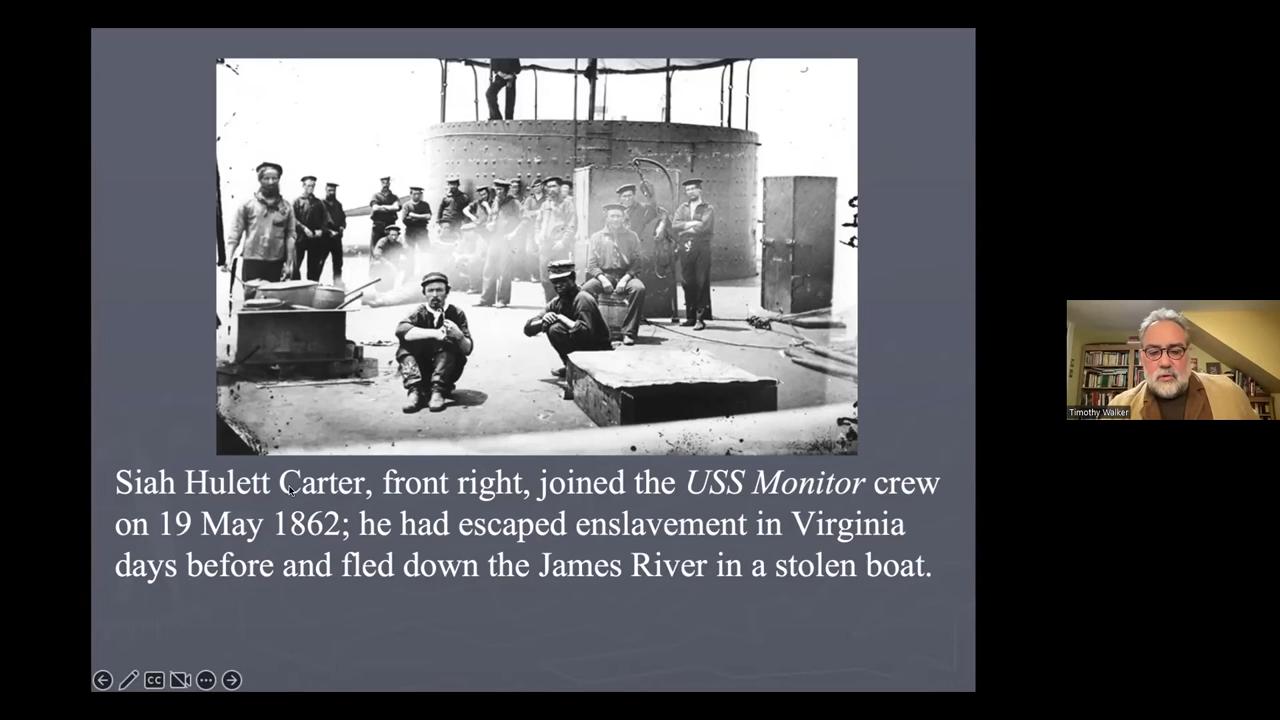 Siah Hulett Carter, front right, joined the USS Monitor crew
on 19 May 1862; he had escaped enslavement in Virginia
days before and fled down the James River in a stolen boat.
Timothy Walker
CC